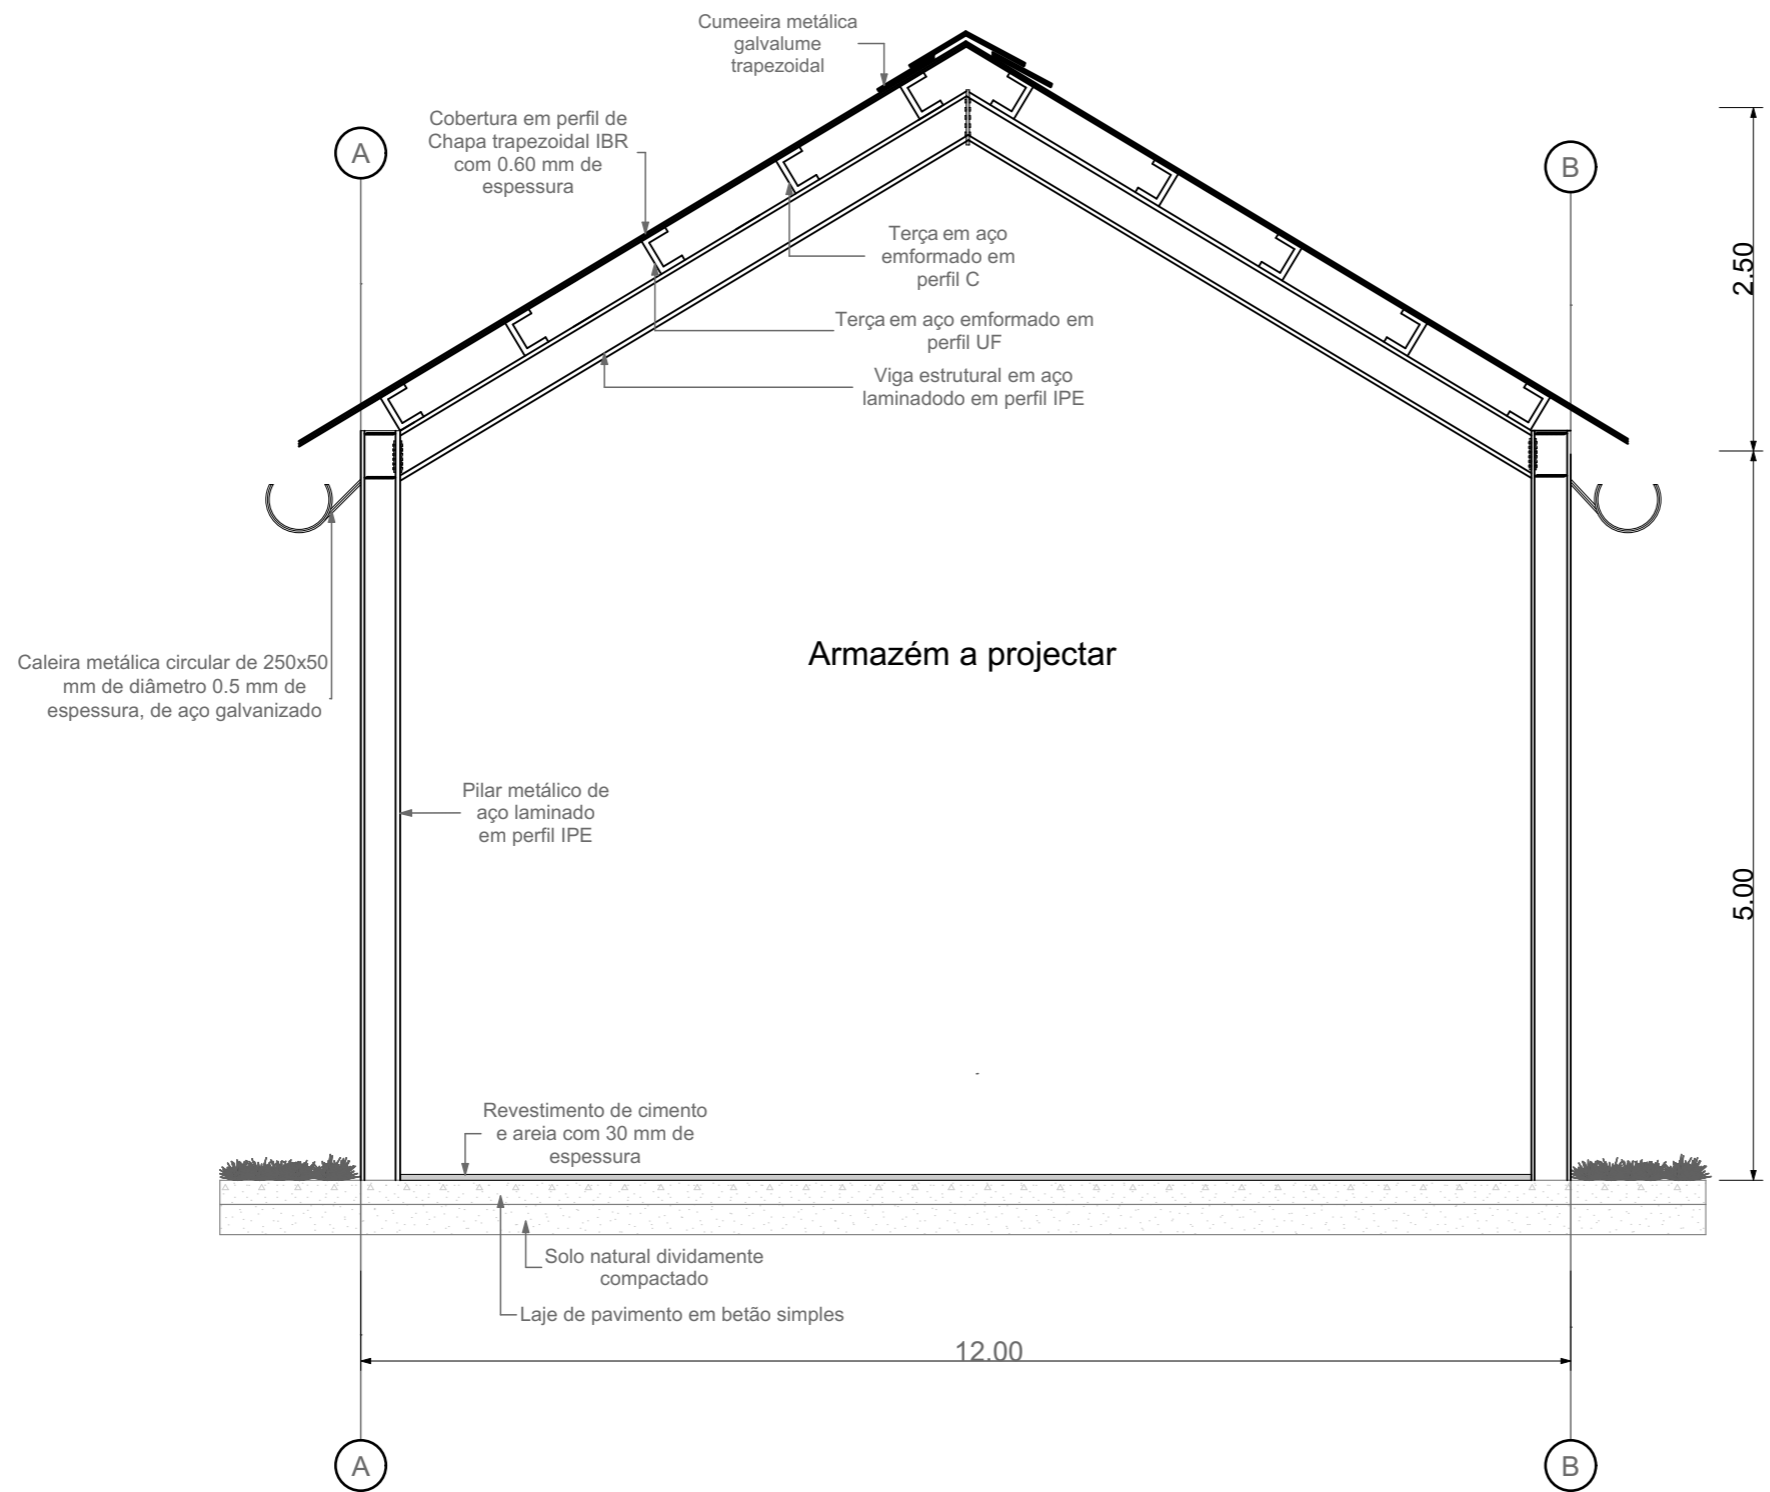 Cumeeira metálica
galvalume
trapezoidal
Cobertura em perfil de
Chapa trapezoidal IBR
com 0.60 mm de
espessura
A
B
2.50
Terça em aço
emformado em
perfil C
Terça em aço emformado em
perfil UF
Viga estrutural em aço
laminadodo em perfil IPE
Armazém a projectar
Caleira metálica circular de 250x50
mm de diâmetro 0.5 mm de
espessura, de aço galvanizado
Pilar metálico de
aço laminado
em perfil IPE
5.00
Revestimento de cimento
e areia com 30 mm de
espessura
Solo natural dividamente
compactado
Laje de pavimento em betão simples
12.00
A
B